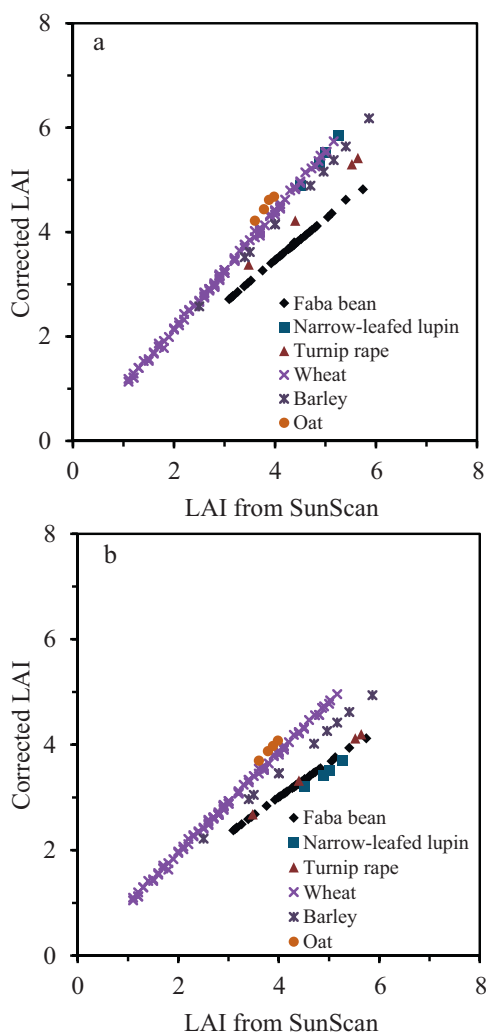 a
8
6
4
2
0
Corrected LAI
Faba bean
Narrow-leafed lupin
Turnip rape
Wheat
Barley
Oat
0 2 4 6 8
LAI from SunScan
b
8
6
4
2
0
Corrected LAI
Faba bean
Narrow-leafed lupin
Turnip rape
Wheat
Barley
Oat
0 2 4 6 8
LAI from SunScan